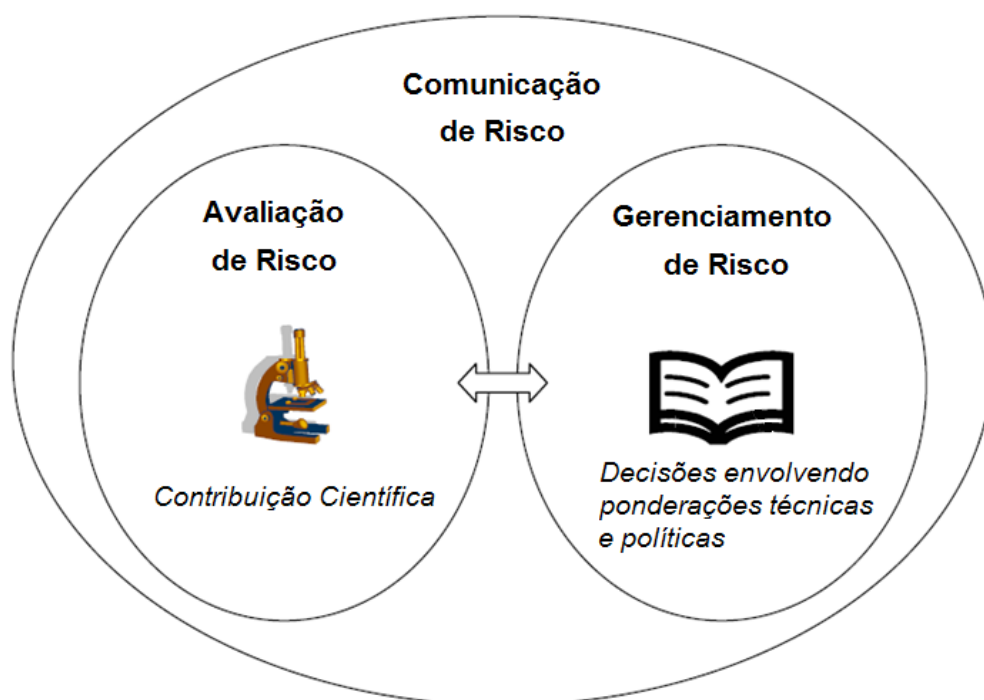 Comunicação
de Risco
Avaliação
de Risco
Contribuição Científica
Gerenciamento
de Risco
Decisões envolvendo
ponderações técnicas
e políticas